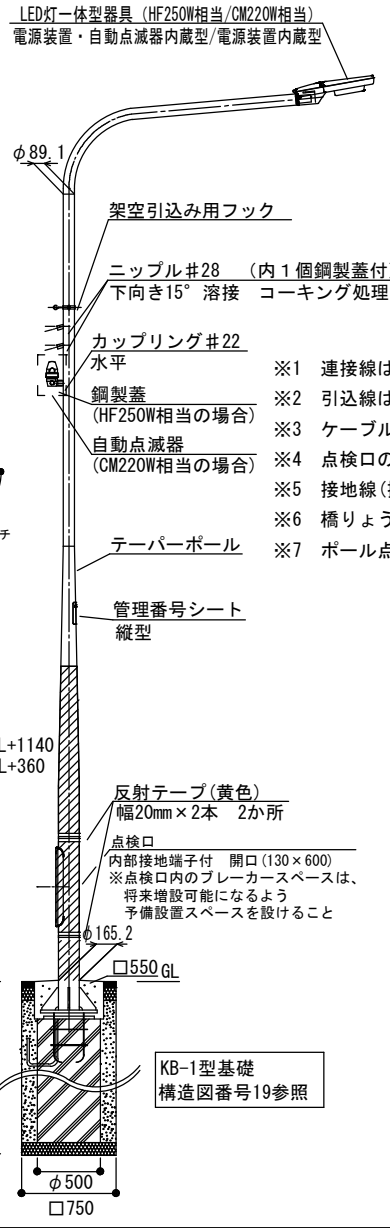 LED灯一体型器具 (HF250W相当/CM220W相当)
電源装置・自動点滅器内蔵型/電源装置内蔵型
φ89.1
架空引込み用フック
ニップル＃28 (内1個鋼製蓋付)
下向き15°溶接 コーキング処理
カップリング＃22
水平
鋼製蓋
(HF250W相当の場合)
自動点滅器
(CM220W相当の場合)
※1 連接線は
※2 引込線は
※3 ケーブル
※4 点検口の
※5 接地線(
※6 橋りょう
※7 ポール点
チ
テーパーポール
管理番号シート
縦型
L+1140
L+360
反射テープ(黄色)
幅20mm×2本 2か所
点検口
内部接地端子付 開口(130×600)
※点検口内のブレーカースペースは、
将来増設可能になるよう
予備設置スペースを設けること
φ165.2
□550
GL
KB-1型基礎
構造図番号19参照
φ500
□750